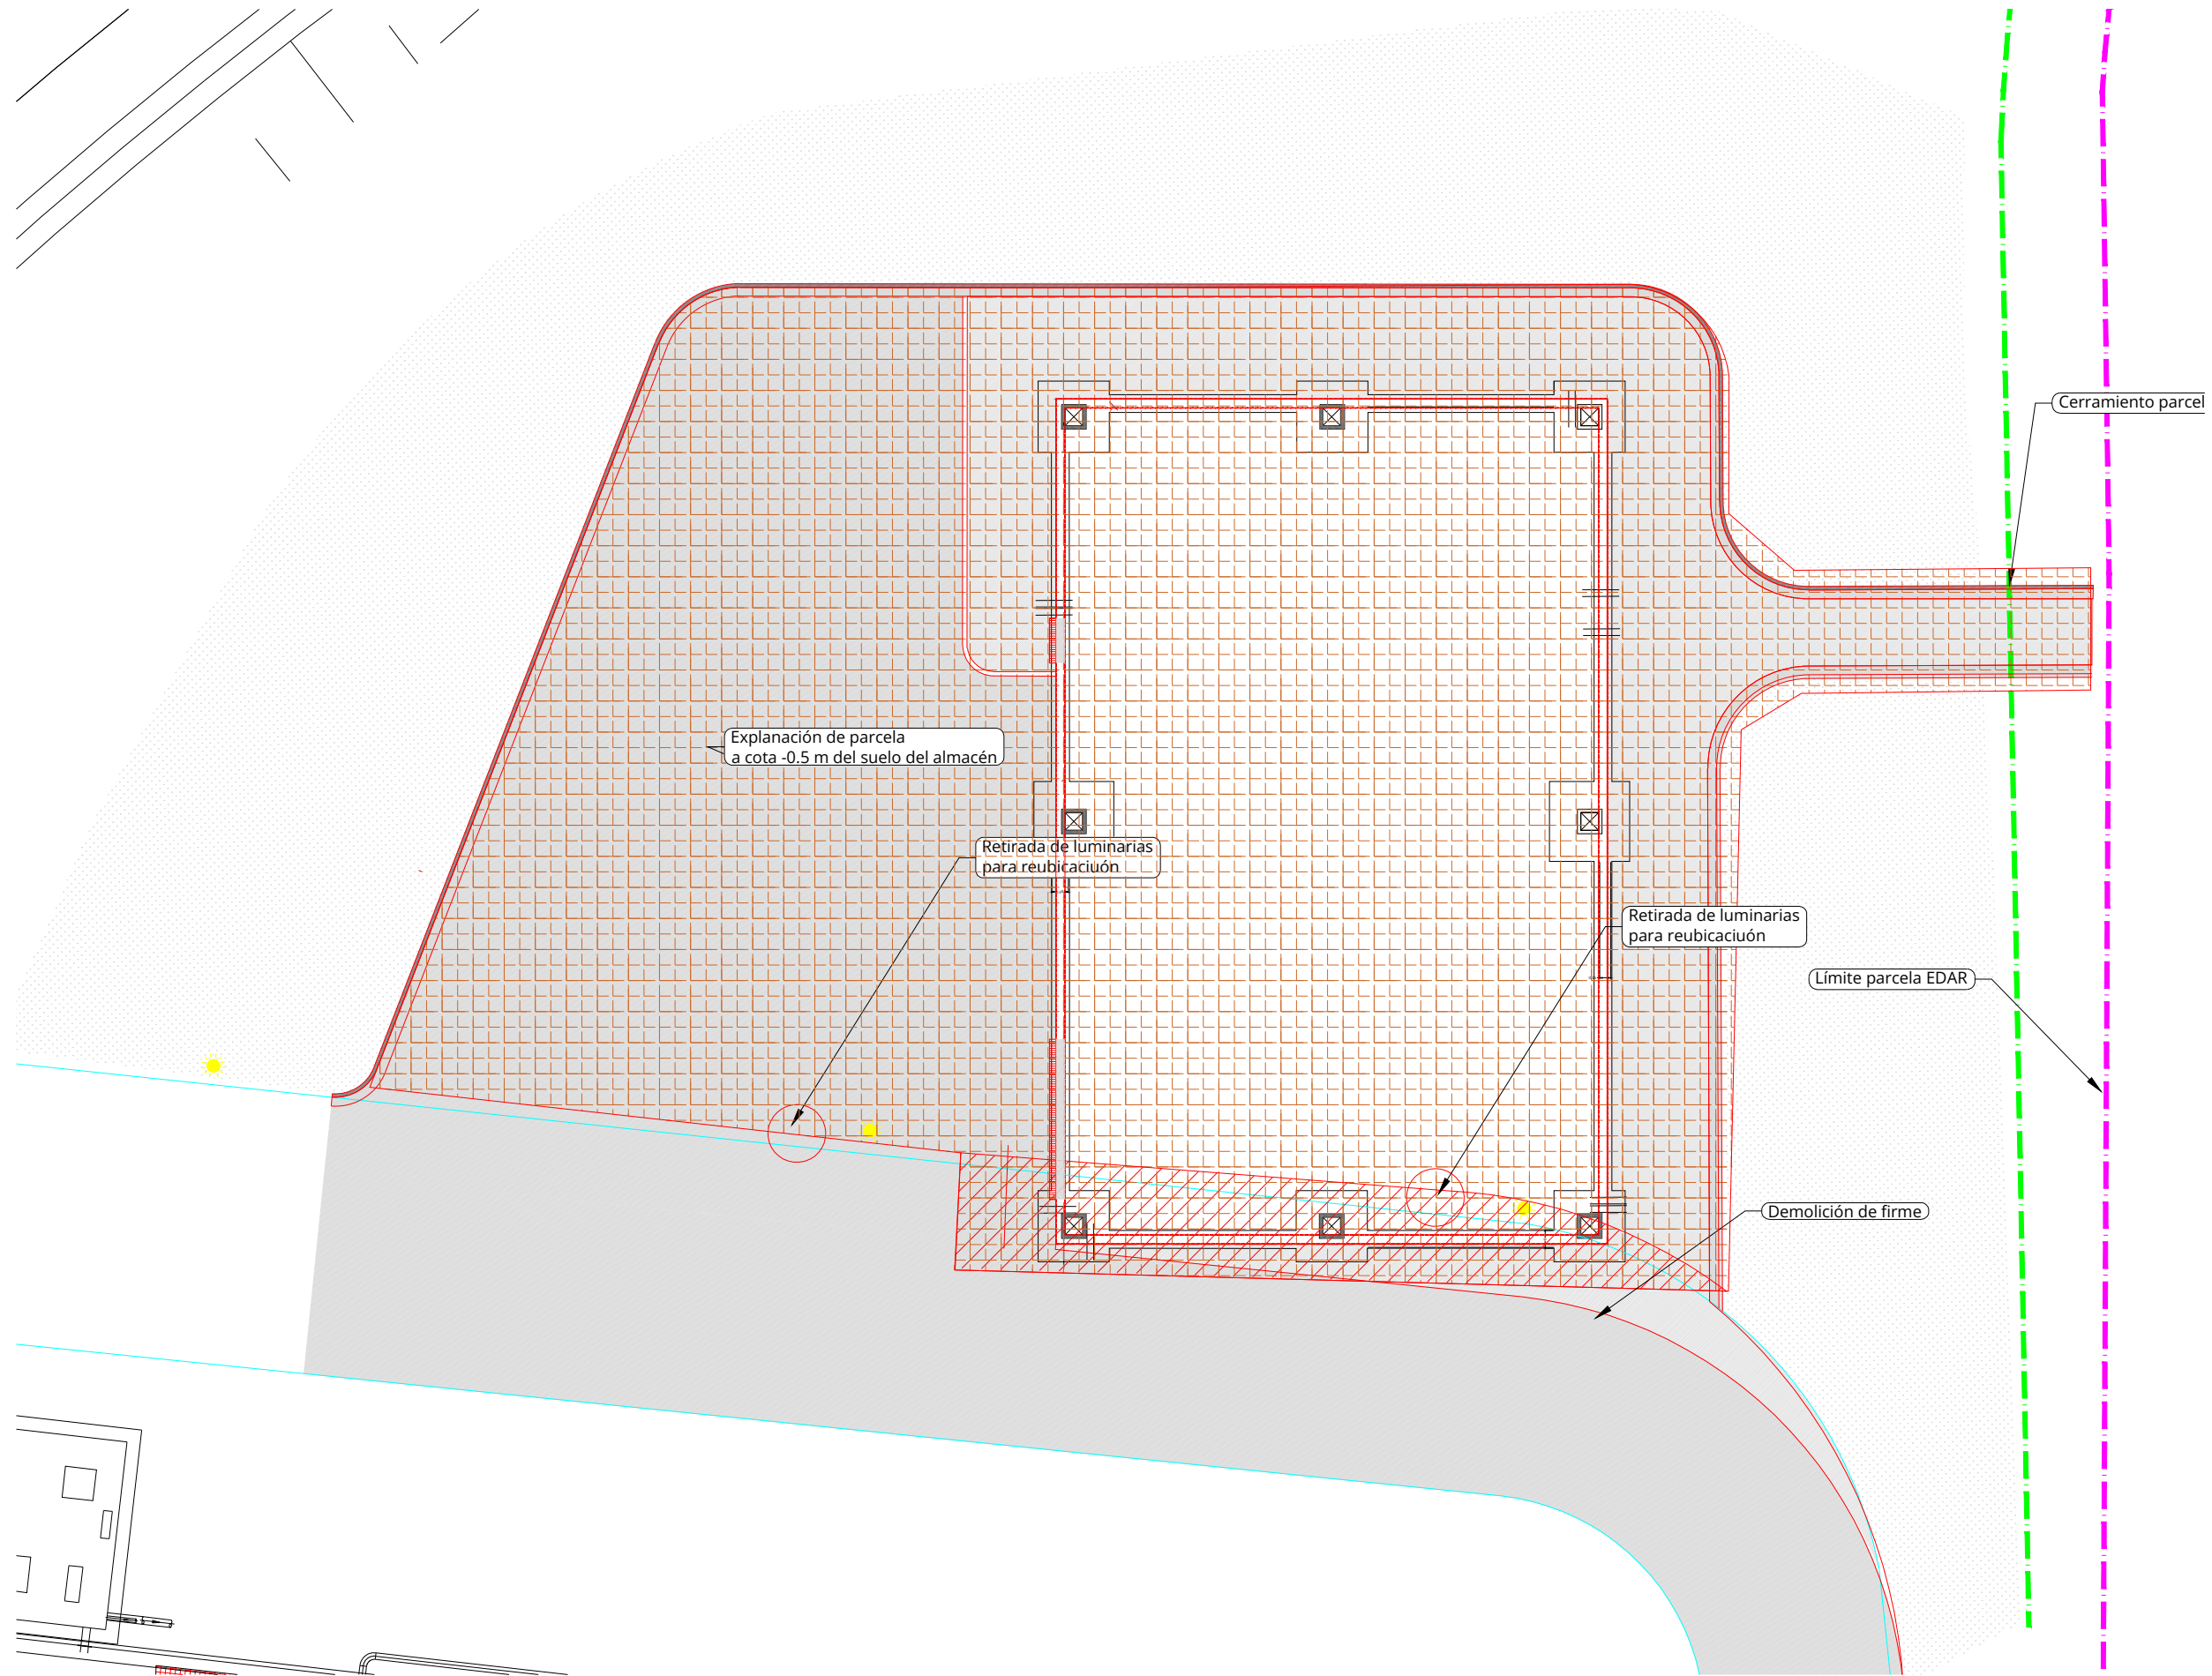 Cerramiento parcel
Explanación de parcela
a cota -0.5 m del suelo del almacén
Retirada de luminarias
para reubicaciuón
Retirada de luminarias
para reubicaciuón
Límite parcela EDAR
Demolición de firme